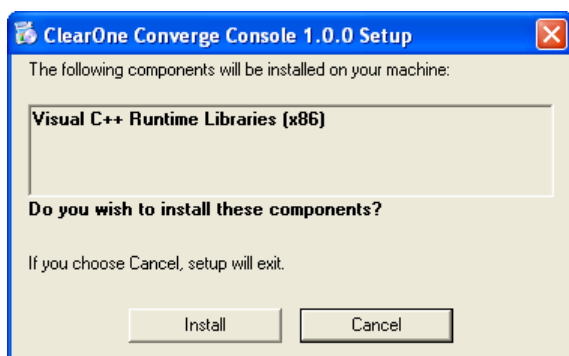 ClearOne Converge Console 1.0.0 Setup
The following components will be installed on your machine:
Visual C++ Runtime Libraries (x86)
Do you wish to install these components?
If you choose Cancel, setup will exit.
Install Cancel